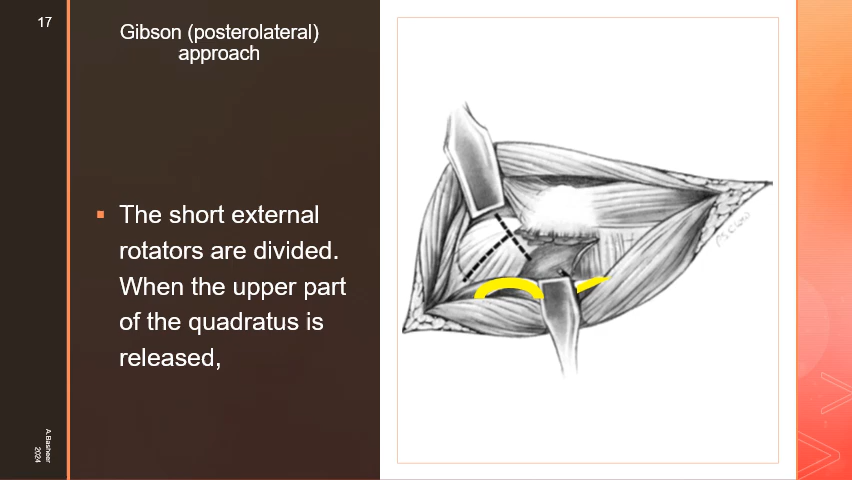 17
Gibson (posterolateral)
approach
▪ The short external
rotators are divided.
When the upper part
of the quadratus is
released,
A.Basheer
2024